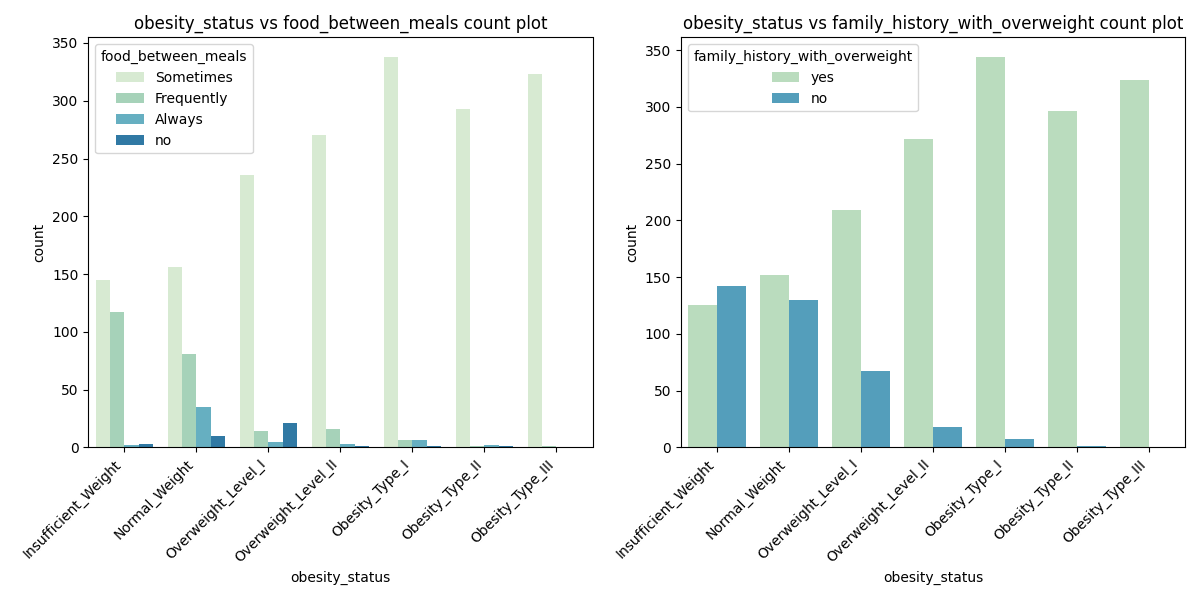 obesity_status vs food_between_meals count plot
food_between_meals
Sometimes
Frequently
Always
no
count
350
300
250
200
150
100
50
0
Insufficient_Weight
Normal_Weight
Overweight_Level_I
Overweight_Level_II
Obesity_Type_I
Obesity_Type_II
Obesity_Type_III
obesity_status
obesity_status vs family_history_with_overweight count plot
family_history_with_overweight
yes
no
count
350
300
250
200
150
100
50
0
Insufficient_Weight
Normal_Weight
Overweight_Level_I
Overweight_Level_II
Obesity_Type_I
Obesity_Type_II
Obesity_Type_III
obesity_status